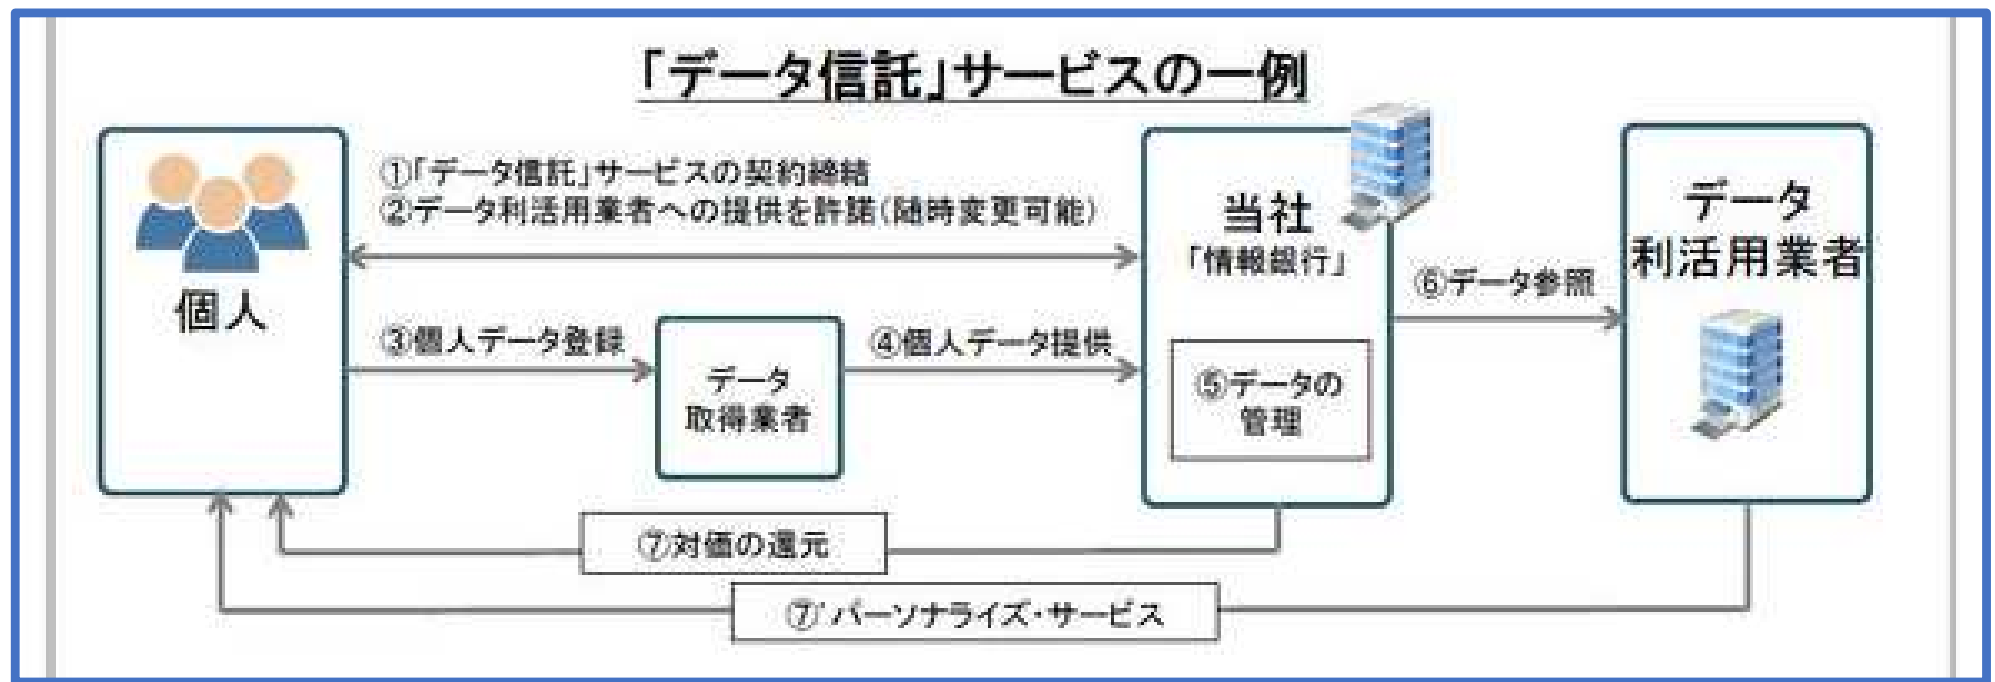 「データ信託」サービスの一例
①「データ信託」サービスの契約締結
②データ利活用業者への提供を許諾(随時変更可能)
個人
当社
「情報銀行」
データ
利活用業者
⑥データ参照
③個人データ登録
データ
取得業者
④個人データ提供
⑤データの
管理
⑦対価の還元
⑦'パーソナライズ・サービス